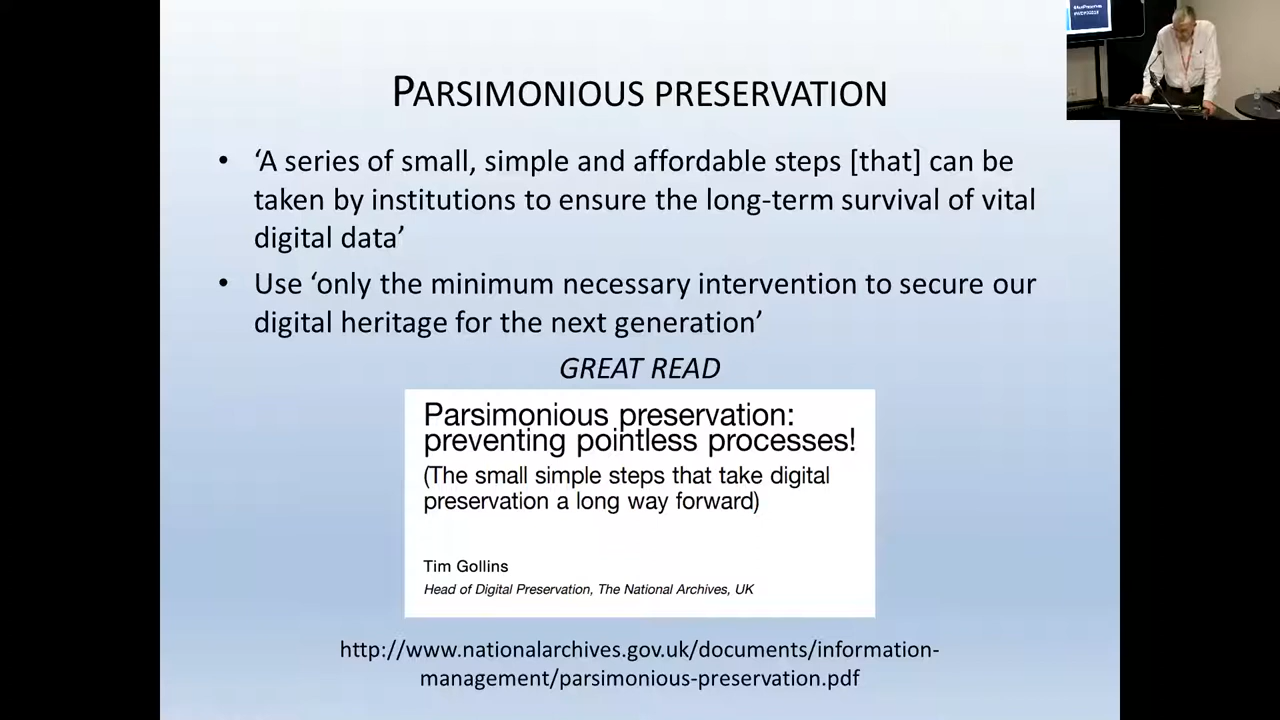 PARSIMONIOUS PRESERVATION
• ‘A series of small, simple and affordable steps [that] can be
taken by institutions to ensure the long-term survival of vital
digital data’
• Use ‘only the minimum necessary intervention to secure our
digital heritage for the next generation’
GREAT READ
Parsimonious preservation:
preventing pointless processes!
(The small simple steps that take digital
preservation a long way forward)
Tim Gollins
Head of Digital Preservation, The National Archives, UK
http://www.nationalarchives.gov.uk/documents/information-
management/parsimonious-preservation.pdf